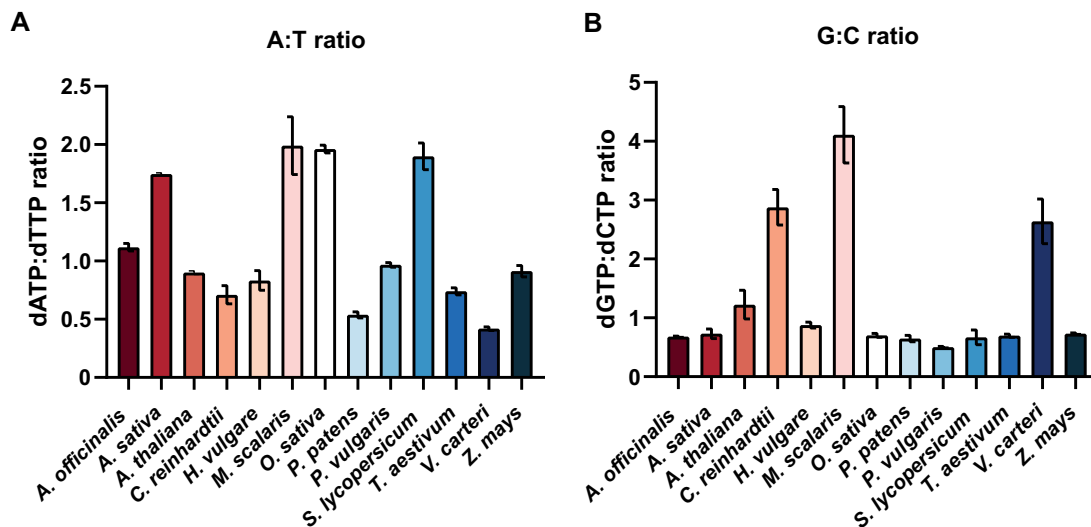 A
A:T ratio
dATP:dTTP ratio
2.5
2.0
1.5
1.0
0.5
0
A. officinalis
A. sativa
A. thaliana
C. reinhardtii
H. vulgare
M. scalaris
O. sativa
P. patens
P. vulgaris
S. lycopersicum
T. aestivum
V. carteri
Z. mays
B
G:C ratio
dGTP:dCTP ratio
5
4
3
2
1
0
A. officinalis
A. sativa
A. thaliana
C. reinhardtii
H. vulgare
M. scalaris
O. sativa
P. patens
P. vulgaris
S. lycopersicum
T. aestivum
V. carteri
Z. mays